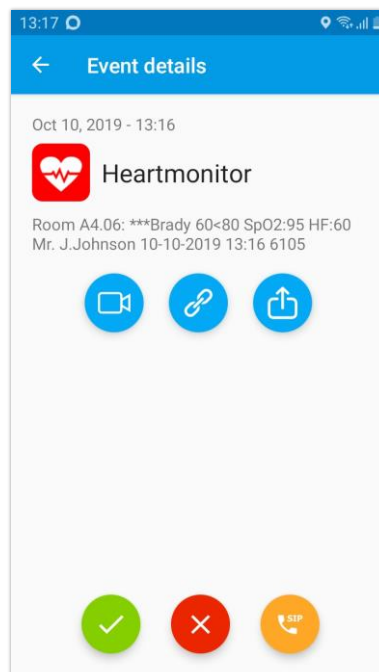 13:17
Event details
Oct 10, 2019 - 13:16
Heartmonitor
Room A4.06: ***Brady 60<80 SpO2:95 HF:60
Mr. J.Johnson 10-10-2019 13:16 6105
SIP